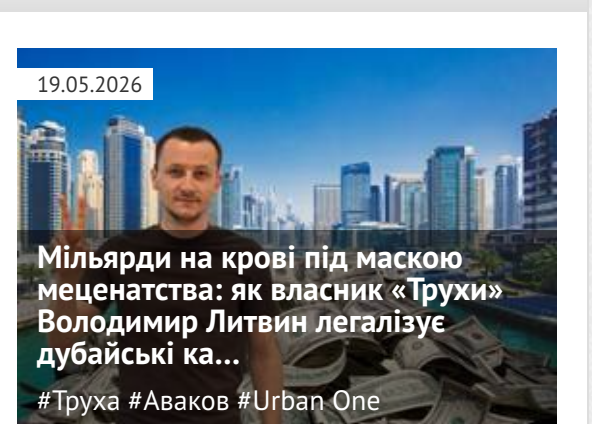 19.05.2026
Мільярди на крові під маскою
меценатства: як власник «Трухи»
Володимир Литвин легалізує
дубайські ка...
#Труха #Аваков #Urban One